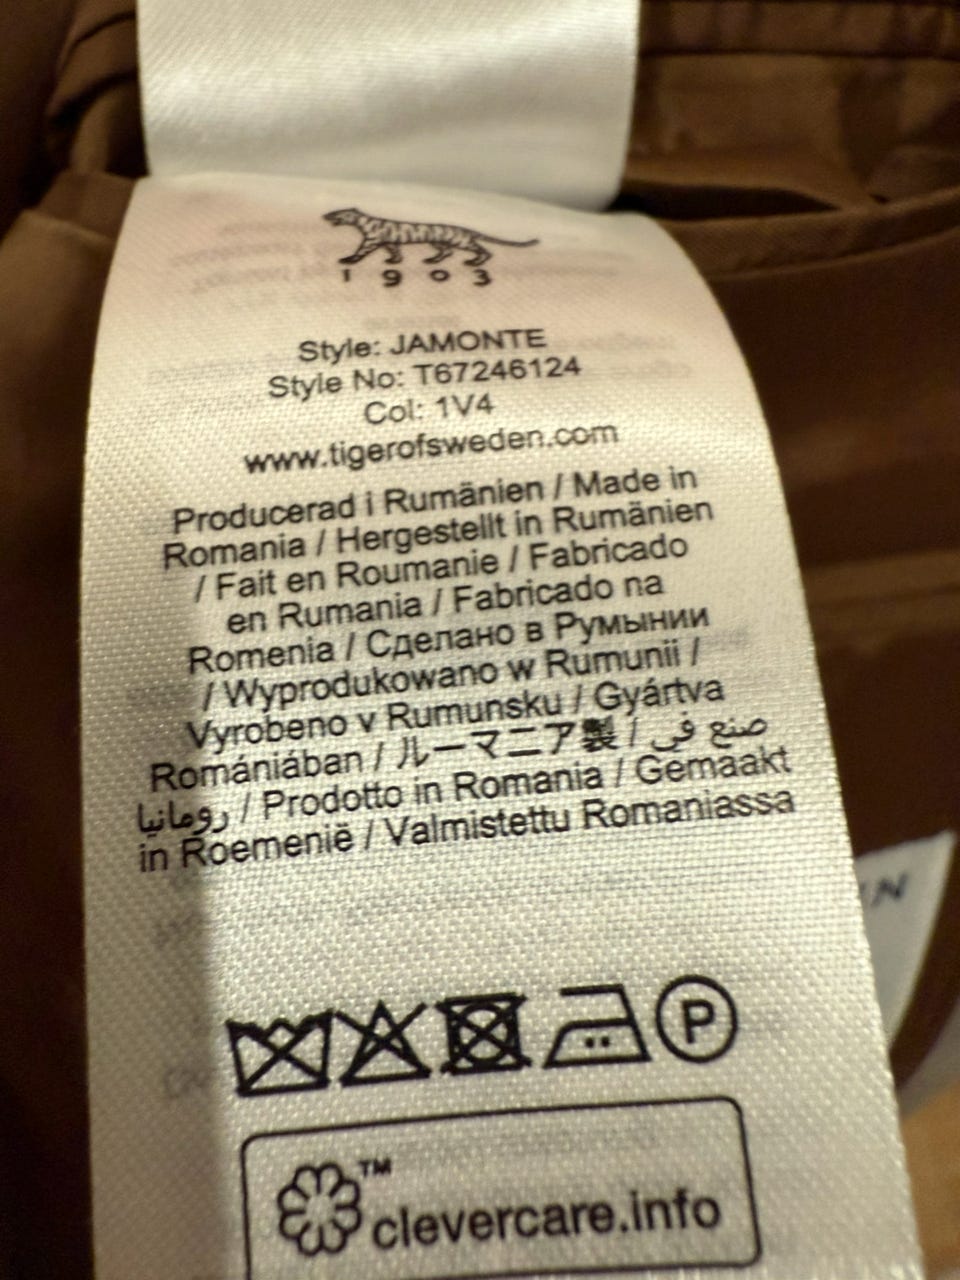 1903
Style: JAMONTE
Style No: T67246124
Col: 1V4
www.tigerofsweden.com
Producerad i Rumänien / Made in
Romania / Hergestellt in Rumänien
/ Fait en Roumanie / Fabricado
en Rumania / Fabricado na
Romenia / Сделано в Румынии
/ Wyprodukowano w Rumunii /
Vyrobeno v Rumunsku / Gyártva
Romániában / ルーマニア製 / صنع في
رومانيا / Prodotto in Romania / Gemaakt
in Roemenië / Valmistettu Romaniassa
P
TM
clevercare.info